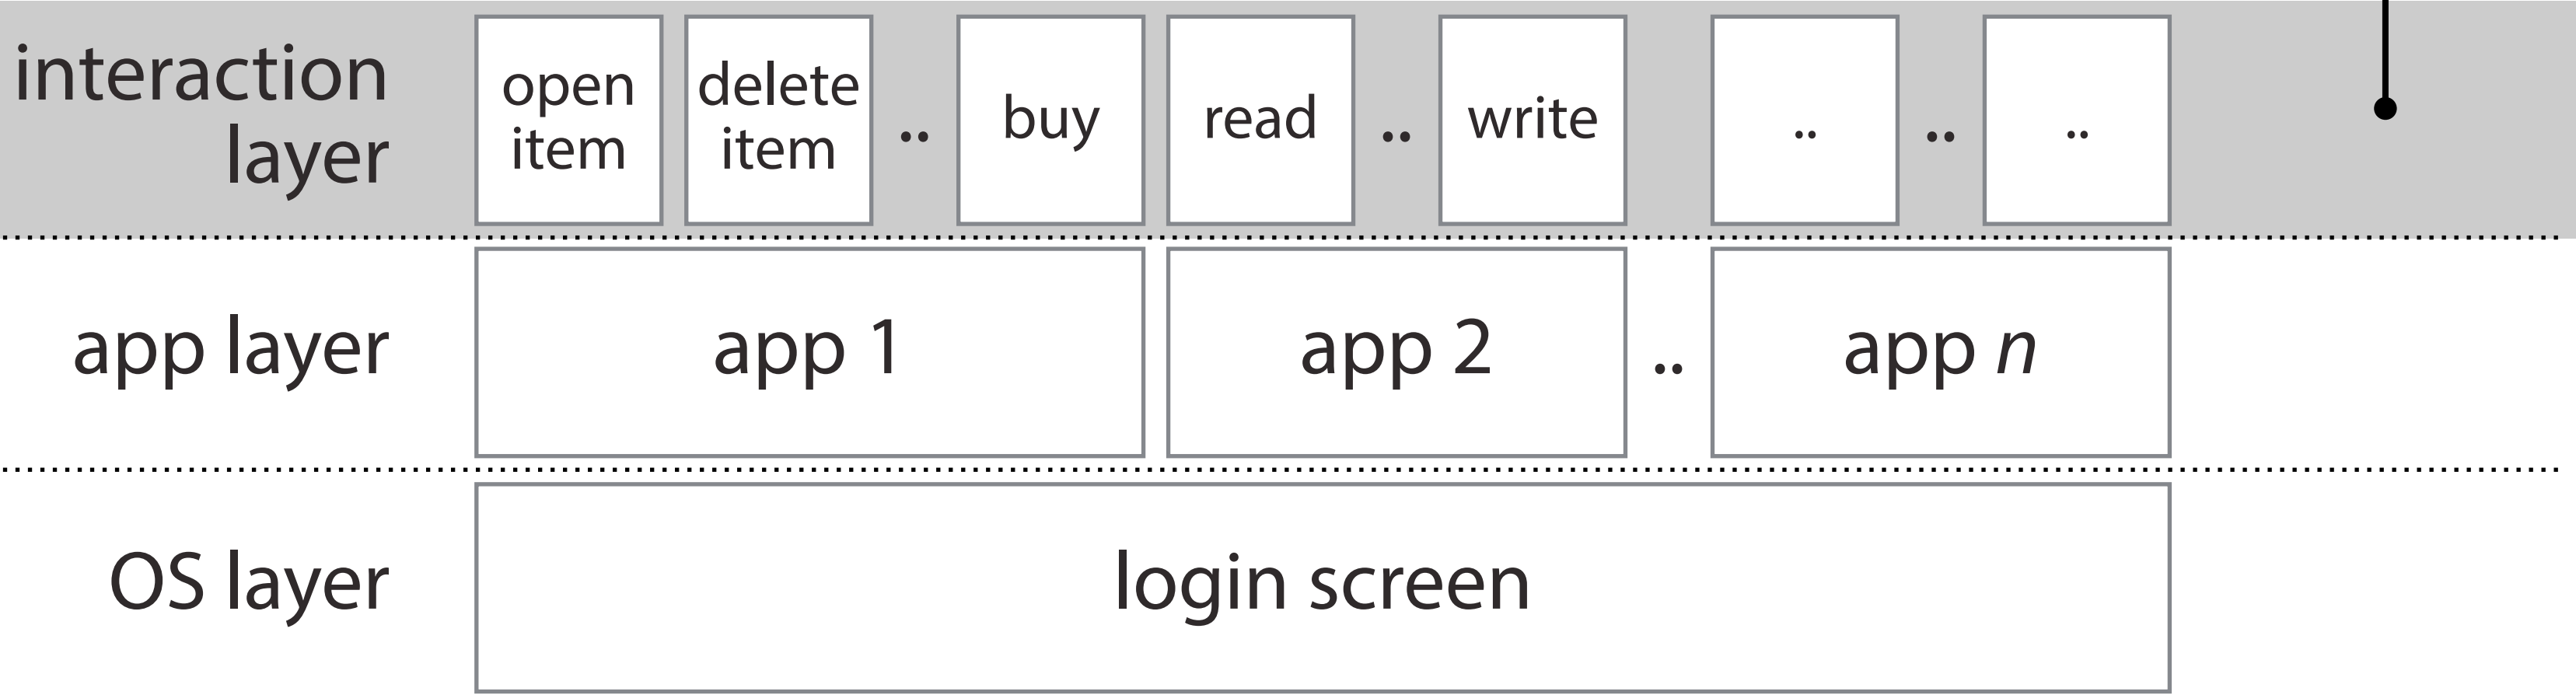 interaction
layer
open
item
delete
item
..
buy
read
..
write
..
..
..
app layer
app 1
app 2
..
app n
OS layer
login screen